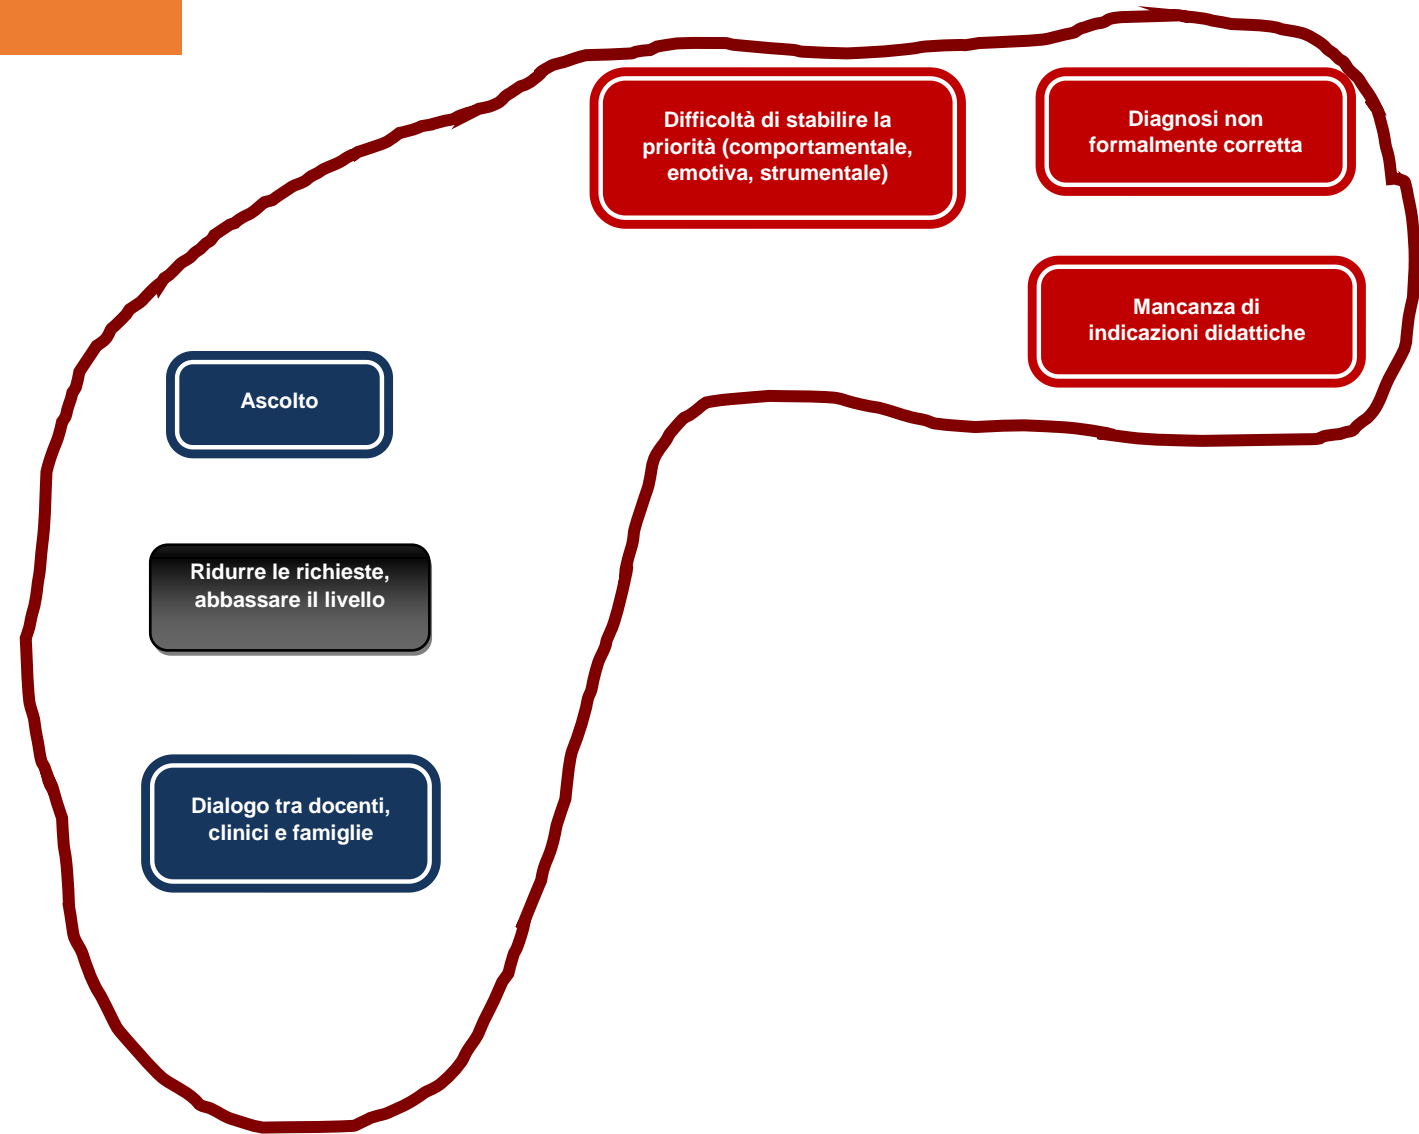 Difficoltà di stabilire la
priorità (comportamentale,
emotiva, strumentale)
Diagnosi non
formalmente corretta
Mancanza di
indicazioni didattiche
Ascolto
Ridurre le richieste,
abbassare il livello
Dialogo tra docenti,
clinici e famiglie